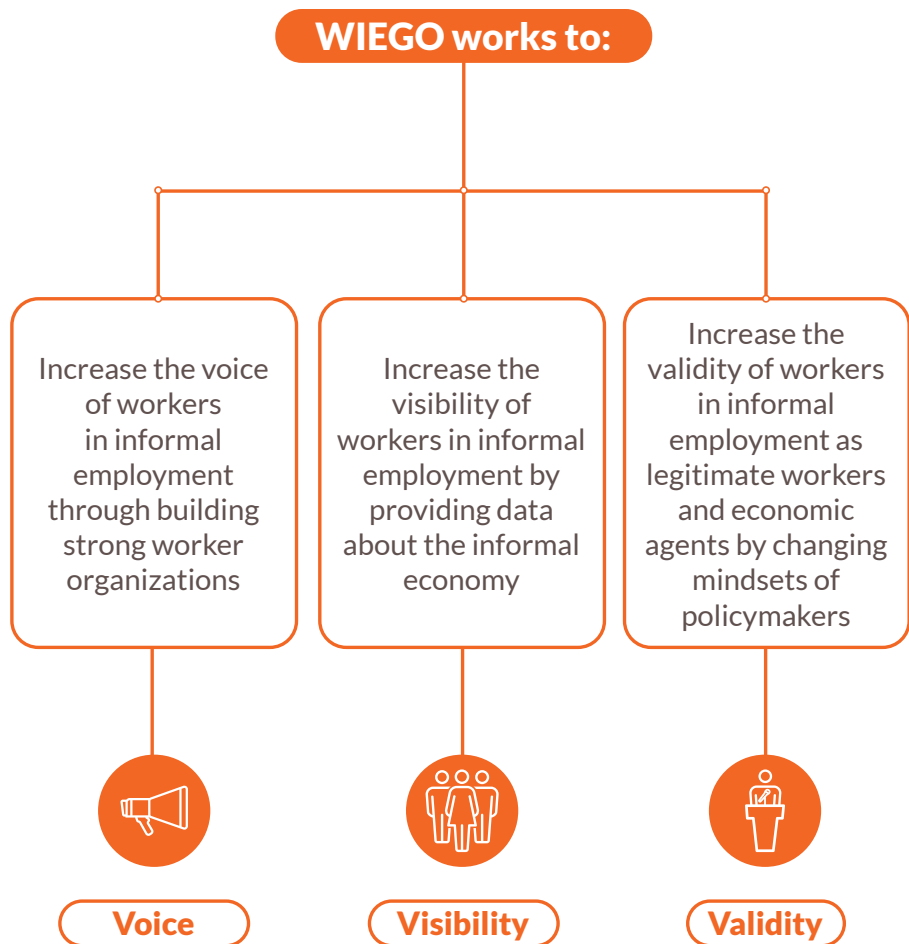 WIEGO works to:
Increase the voice
of workers
in informal
employment
through building
strong worker
organizations
Increase the
visibility of
workers in informal
employment by
providing data
about the informal
economy
Increase the
validity of workers
in informal
employment as
legitimate workers
and economic
agents by changing
mindsets of
policymakers
Voice
Visibility
Validity